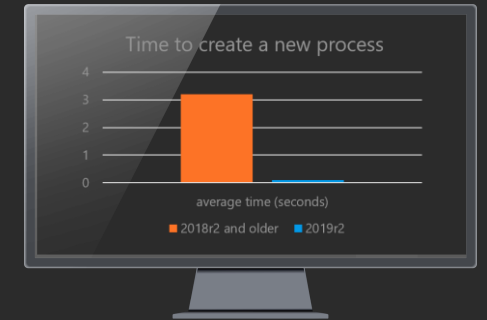 Time to create a new process
4
3
2
1
0
average time (seconds)
2018r2 and older 2019r2